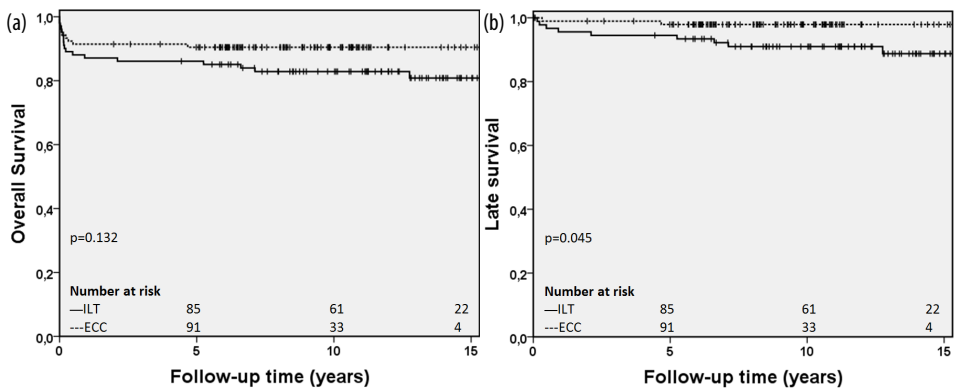 (a)
Overall Survival
1,0
0,8
0,6
0,4
0,2
0,0
p=0.132
Number at risk
—ILT 85 61 22
---ECC 91 33 4
0 5 10 15
Follow-up time (years)
(b)
Late survival
1,0
0,8
0,6
0,4
0,2
0,0
p=0.045
Number at risk
—ILT 85 61 22
---ECC 91 33 4
0 5 10 15
Follow-up time (years)